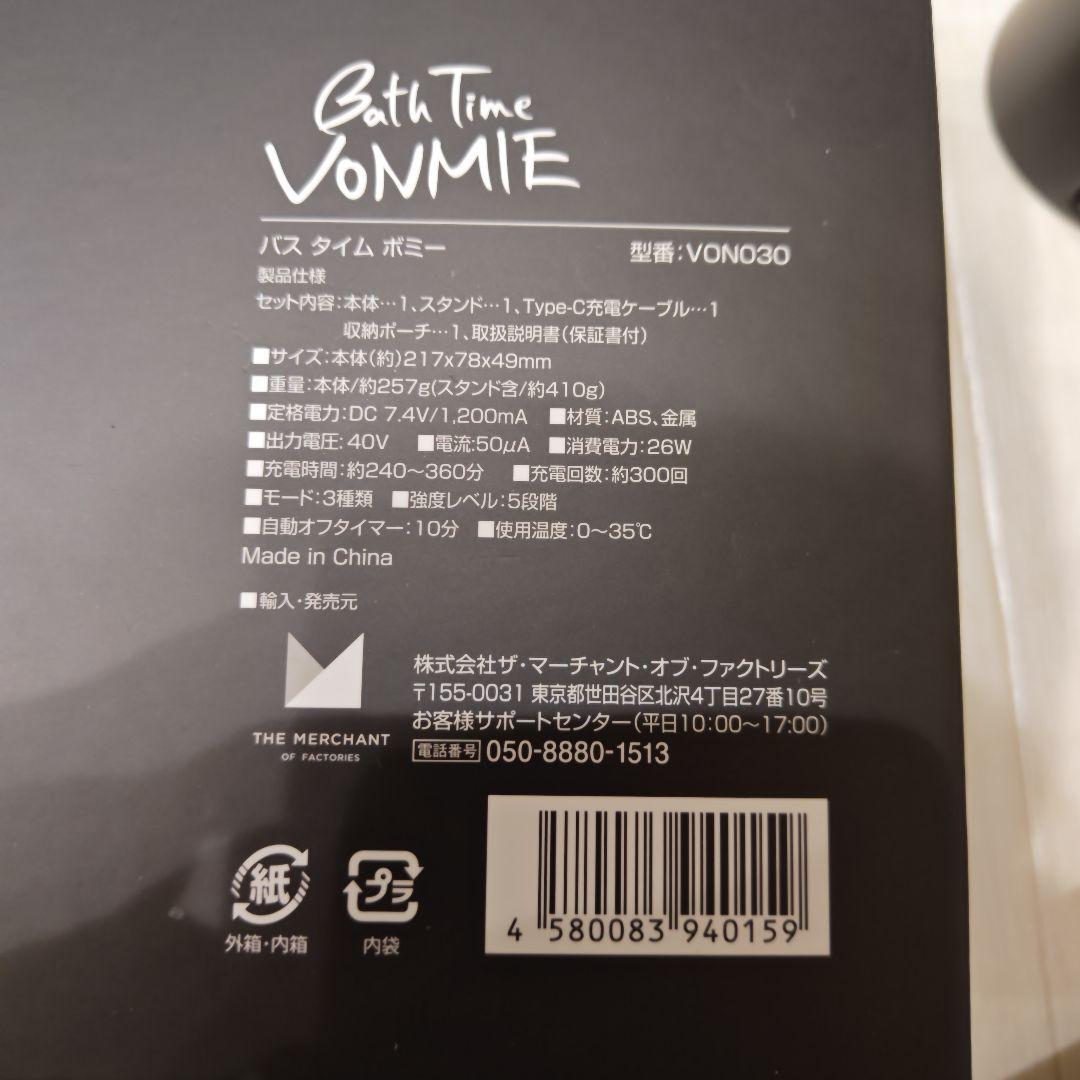 Bath Time
VONMIE
バス タイム ボミー 型番:VON030
製品仕様
セット内容:本体…1、スタンド…1、Type-C充電ケーブル…1
収納ポーチ…1、取扱説明書(保証書付)
■サイズ:本体(約)217x78x49mm
■重量:本体/約257g(スタンド含/約410g)
■定格電力:DC 7.4V/1,200mA ■材質:ABS、金属
■出力電圧:40V ■電流:50μA ■消費電力:26W
■充電時間:約240〜360分 ■充電回数:約300回
■モード:3種類 ■強度レベル:5段階
■自動オフタイマー:10分 ■使用温度:0〜35℃
Made in China
■輸入・発売元
株式会社ザ・マーチャント・オブ・ファクトリーズ
〒155-0031 東京都世田谷区北沢4丁目27番10号
お客様サポートセンター(平日10:00〜17:00)
電話番号 050-8880-1513
THE MERCHANT
OF FACTORIES
紙
外箱・内箱
プラ
内袋
4 580083 940159